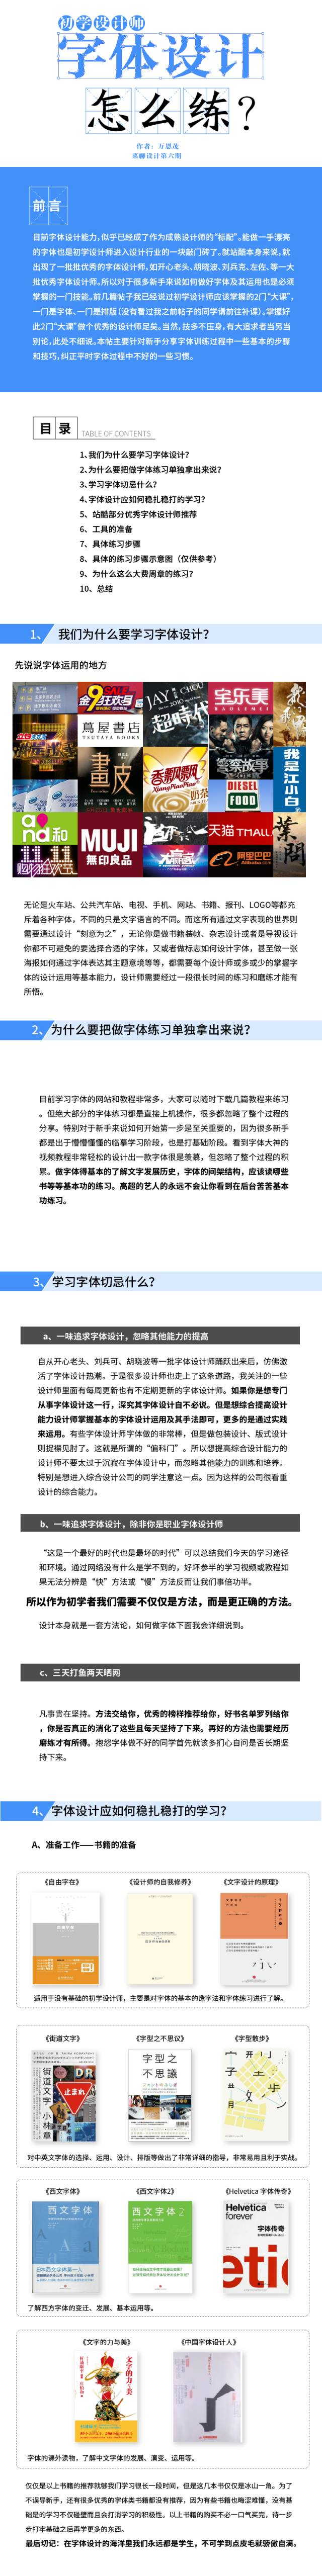 初学设计师
字体设计
怎么练?
作者：万恩茂
菜聊设计第六期
前言
目前字体设计能力,似乎已经成了作为成熟设计师的“标配”。能做一手漂亮
的字体也是初学设计师进入设计行业的一块敲门砖了。就站酷本身来说,就
出现了一批批优秀的字体设计师,如开心老头、胡晓波、刘兵克、左佐、等一大
批优秀字体设计师。所以对于很多新手来说如何做好字体及其运用也是必须
掌握的一门技能。前几篇帖子我已经说过初学设计师应该掌握的2门“大课”,
一门是字体、一门是排版（没有看过我之前帖子的同学请前往补课）。掌握好
此2门“大课”做个优秀的设计师足矣。当然,技多不压身,有大追求者当另当
别论,此处不细说。本帖主要针对新手分享字体训练过程中一些基本的步骤
和技巧,纠正平时字体过程中不好的一些习惯。
目录
TABLE OF CONTENTS
1、我们为什么要学习字体设计?
2、为什么要把做字体练习单独拿出来说?
3、学习字体切忌什么?
4、字体设计应如何稳扎稳打的学习?
5、站酷部分优秀字体设计师推荐
6、工具的准备
7、具体练习步骤
8、具体的练习步骤示意图（仅供参考）
9、为什么这么大费周章的练习?
10、总结
1、 我们为什么要学习字体设计?
先说说字体运用的地方
金9狂欢节
JAY CHOU
超時代
宝乐美
BAOLEMEI
蔦屋書店
TSUTAYA BOOKS
畫皮
香飘飘
XiangPiaoPiao
奶茶
警察故事
DIESEL
FOOD
我是江小白
and和
MUJI
無印良品
天猫 TMALL
阿里巴巴
Alibaba.com
葉問
11.11
购物狂欢节
无论是火车站、公共汽车站、电视、手机、网站、书籍、报刊、LOGO等都充
斥着各种字体，不同的只是文字语言的不同。而这所有通过文字表现的世界则
需要通过设计“刻意为之”，无论你是做书籍装帧、杂志设计或者是导视设计
你都不可避免的要选择合适的字体，又或者做标志如何设计字体，甚至做一张
海报如何通过字体表达其主题意境等等，都需要每个设计师或多或少的掌握字
体的设计运用等基本能力，设计师需要经过一段很长时间的练习和磨练才能有
所悟。
2、 为什么要把做字体练习单独拿出来说?
目前学习字体的网站和教程非常多，大家可以随时下载几篇教程来练习
。但绝大部分的字体练习都是直接上机操作，很多都忽略了整个过程的
分享。特别对于新手来说如何开始第一步是至关重要的，因为很多新手
都是出于懵懵懂懂的临摹学习阶段，也是打基础阶段。看到字体大神的
视频教程非常轻松的设计出一款字体很是羡慕，但忽略了整个过程的积
累。做字体得基本的了解文字发展历史，字体的间架结构，应该读哪些
书等等基本功的练习。高超的艺人的永远不会让你看到在后台苦苦基本
功练习。
3、 学习字体切忌什么?
a、一味追求字体设计，忽略其他能力的提高
自从开心老头、刘兵可、胡晓波等一批字体设计师踊跃出来后，仿佛激
活了字体设计热潮。于是很多设计师也走上了这条道路，我关注的一些
设计师里面有每周更新也有不定期更新的字体设计师。如果你是想专门
从事字体设计这一行，深究其字体设计自不必说。但是想综合提高设计
能力设计师掌握基本的字体设计运用及其手法即可，更多的是通过实践
来运用。有些字体设计师字体做的非常棒，但是做包装设计、版式设计
则捉襟见肘了。这就是所谓的“偏科门”。所以想提高综合设计能力的
设计师不要太过于沉寂在字体设计中，而忽略其他能力的训练和培养。
特别是想进入综合设计公司的同学注意这一点。因为这样的公司很看重
设计的综合能力。
b、一味追求字体设计，除非你是职业字体设计师
“这是一个最好的时代也是最坏的时代”可以总结我们今天的学习途径
和环境。通过网络没有什么是学不到的，好坏参半的学习视频或教程如
果无法分辨是“快”方法或“慢”方法反而让我们事倍功半。
所以作为初学者我们需要不仅仅是方法，而是更正确的方法。
设计本身就是一套方法论，如何做字体下面我会详细说到。
c、三天打鱼两天晒网
凡事贵在坚持。方法交给你，优秀的榜样推荐给你，好书名单罗列给你
，你是否真正的消化了这些且每天坚持了下来。再好的方法也需要经历
磨练才有所得。抱怨字体做不好的同学首先就该多扪心自问是否长期坚
持下来。
4、 字体设计应如何稳扎稳打的学习?
A、准备工作——书籍的准备
《自由字在》 《设计师的自我修养》 《文字设计的原理》
适用于没有基础的初学设计师，主要是对字体的基本的造字法和字体练习进行了解。
《街道文字》 《字型之不思议》 《字型散步》
街道文字
小林章
止まれ
字型之
不思議
字型散步
对中英文字体的选择、运用、设计、排版等做出了非常详细的指导，非常易用且利于实战。
《西文字体》 《西文字体2》 《Helvetica 字体传奇》
西文字体
西文字体2
Helvetica
forever
字体传奇
etic
了解西方字体的变迁、发展、基本运用等。
《文字的力与美》 《中国字体设计人》
文字的力与美
字体的课外读物，了解中文字体的发展、演变、运用等。
仅仅是以上书籍的推荐就够我们学习很长一段时间，但是这几本书仅仅是冰山一角。为了
不误导新手，还有很多优秀的字体类书籍都没有推荐，因为有些书籍也晦涩难懂，没有基
础是的学习不仅碰壁而且会打消学习的积极性。以上书籍的购买不必一口气买完，待一步
步打牢基础之后再学更多的东西。
最后切记：在字体设计的海洋里我们永远都是学生，不可学到点皮毛就骄傲自满。